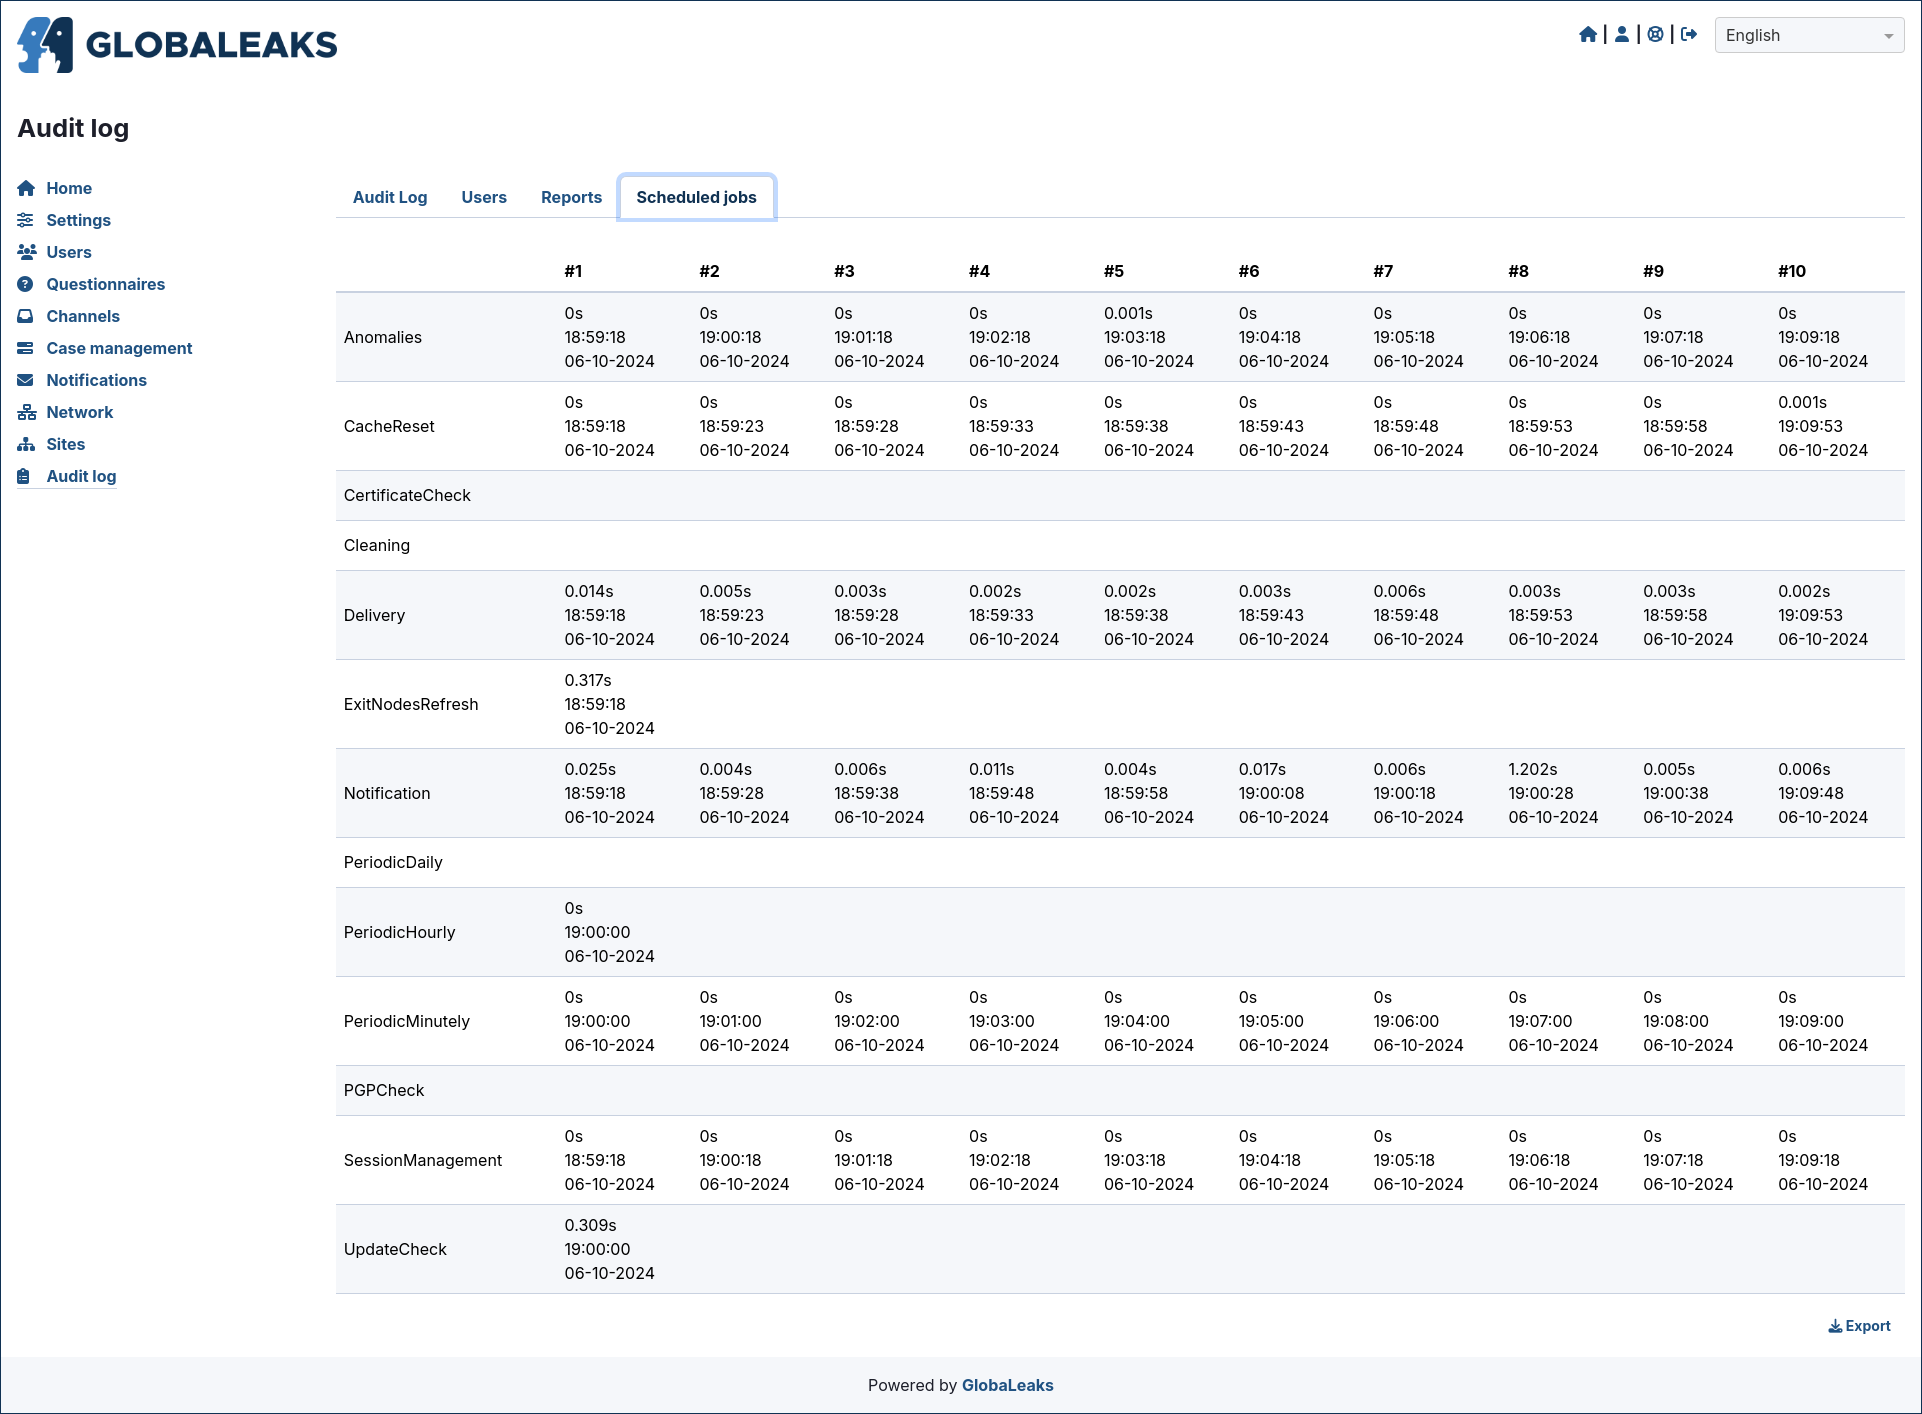 GLOBALEAKS
| | |
English
Audit log
Home
Settings
Users
Questionnaires
Channels
Case management
Notifications
Network
Sites
Audit log
Audit Log Users Reports Scheduled jobs
#1 #2 #3 #4 #5 #6 #7 #8 #9 #10
Anomalies
0s 0s 0s 0s 0.001s 0s 0s 0s 0s 0s
18:59:18 19:00:18 19:01:18 19:02:18 19:03:18 19:04:18 19:05:18 19:06:18 19:07:18 19:09:18
06-10-2024 06-10-2024 06-10-2024 06-10-2024 06-10-2024 06-10-2024 06-10-2024 06-10-2024 06-10-2024 06-10-2024
CacheReset
0s 0s 0s 0s 0s 0s 0s 0s 0s 0.001s
18:59:18 18:59:23 18:59:28 18:59:33 18:59:38 18:59:43 18:59:48 18:59:53 18:59:58 19:09:53
06-10-2024 06-10-2024 06-10-2024 06-10-2024 06-10-2024 06-10-2024 06-10-2024 06-10-2024 06-10-2024 06-10-2024
CertificateCheck
Cleaning
Delivery
0.014s 0.005s 0.003s 0.002s 0.002s 0.003s 0.006s 0.003s 0.003s 0.002s
18:59:18 18:59:23 18:59:28 18:59:33 18:59:38 18:59:43 18:59:48 18:59:53 18:59:58 19:09:53
06-10-2024 06-10-2024 06-10-2024 06-10-2024 06-10-2024 06-10-2024 06-10-2024 06-10-2024 06-10-2024 06-10-2024
ExitNodesRefresh
0.317s
18:59:18
06-10-2024
Notification
0.025s 0.004s 0.006s 0.011s 0.004s 0.017s 0.006s 1.202s 0.005s 0.006s
18:59:18 18:59:28 18:59:38 18:59:48 18:59:58 19:00:08 19:00:18 19:00:28 19:00:38 19:09:48
06-10-2024 06-10-2024 06-10-2024 06-10-2024 06-10-2024 06-10-2024 06-10-2024 06-10-2024 06-10-2024 06-10-2024
PeriodicDaily
PeriodicHourly
0s
19:00:00
06-10-2024
PeriodicMinutely
0s 0s 0s 0s 0s 0s 0s 0s 0s 0s
19:00:00 19:01:00 19:02:00 19:03:00 19:04:00 19:05:00 19:06:00 19:07:00 19:08:00 19:09:00
06-10-2024 06-10-2024 06-10-2024 06-10-2024 06-10-2024 06-10-2024 06-10-2024 06-10-2024 06-10-2024 06-10-2024
PGPCheck
SessionManagement
0s 0s 0s 0s 0s 0s 0s 0s 0s 0s
18:59:18 19:00:18 19:01:18 19:02:18 19:03:18 19:04:18 19:05:18 19:06:18 19:07:18 19:09:18
06-10-2024 06-10-2024 06-10-2024 06-10-2024 06-10-2024 06-10-2024 06-10-2024 06-10-2024 06-10-2024 06-10-2024
UpdateCheck
0.309s
19:00:00
06-10-2024
Export
Powered by GlobaLeaks